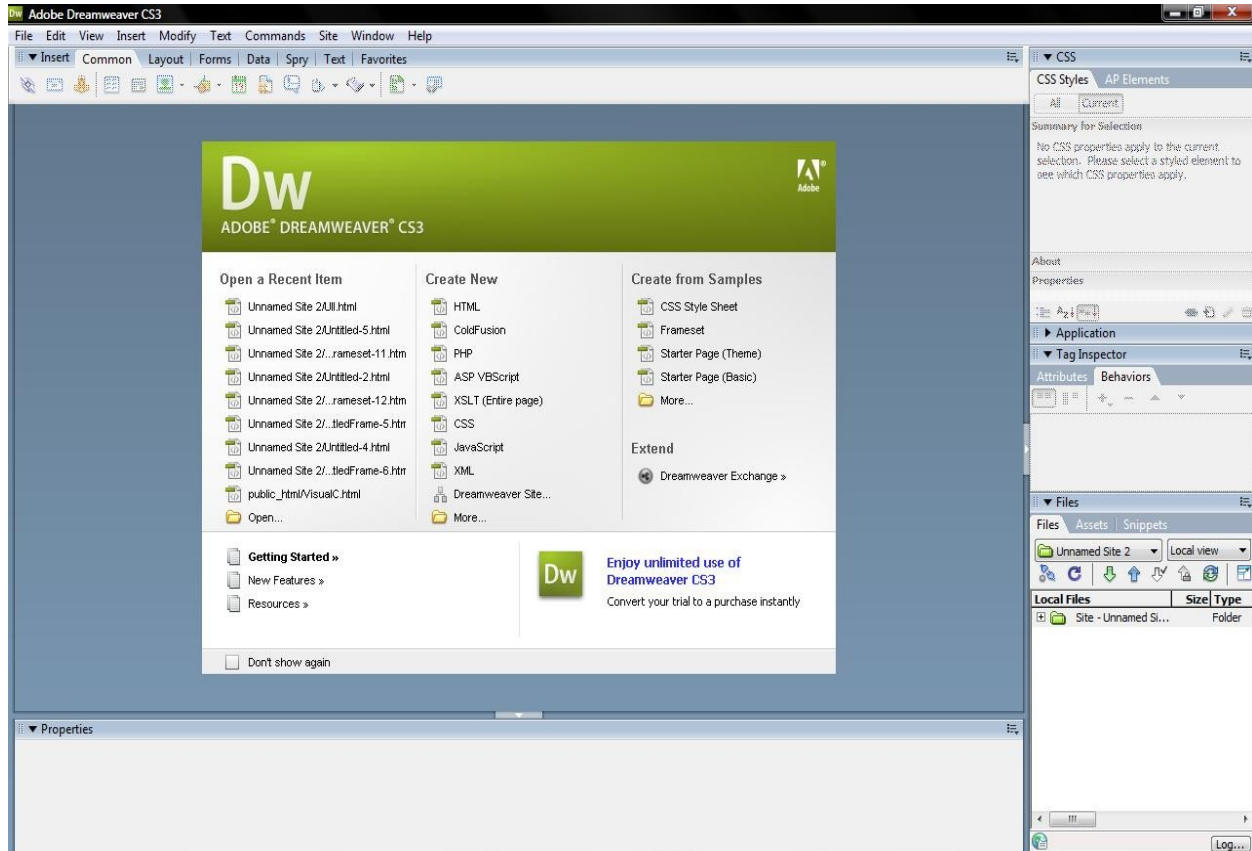 Dw Adobe Dreamweaver CS3
File Edit View Insert Modify Text Commands Site Window Help
Insert Common Layout Forms Data Spry Text Favorites
Dw
Adobe
ADOBE® DREAMWEAVER® CS3
Open a Recent Item
Unnamed Site 2/Ull.html
Unnamed Site 2/Untitled-5.html
Unnamed Site 2/...rameset-11.htm
Unnamed Site 2/Untitled-2.html
Unnamed Site 2/...rameset-12.htm
Unnamed Site 2/...tledFrame-5.htm
Unnamed Site 2/Untitled-4.html
Unnamed Site 2/...tledFrame-6.htm
public_html/VisualC.html
Open...
Create New
HTML
ColdFusion
PHP
ASP VBScript
XSLT (Entire page)
CSS
JavaScript
XML
Dreamweaver Site...
More...
Create from Samples
CSS Style Sheet
Frameset
Starter Page (Theme)
Starter Page (Basic)
More...
Extend
Dreamweaver Exchange »
Getting Started »
New Features »
Resources »
Dw
Enjoy unlimited use of
Dreamweaver CS3
Convert your trial to a purchase instantly
Don't show again
Properties
CSS
CSS Styles AP Elements
All Current
Summary for Selection
No CSS properties apply to the current
selection. Please select a styled element to
see which CSS properties apply.
About
Properties
Application
Tag Inspector
Attributes Behaviors
Files
Files Assets Snippets
Unnamed Site 2 Local view
Local Files Size Type
Site - Unnamed Si... Folder
Log...